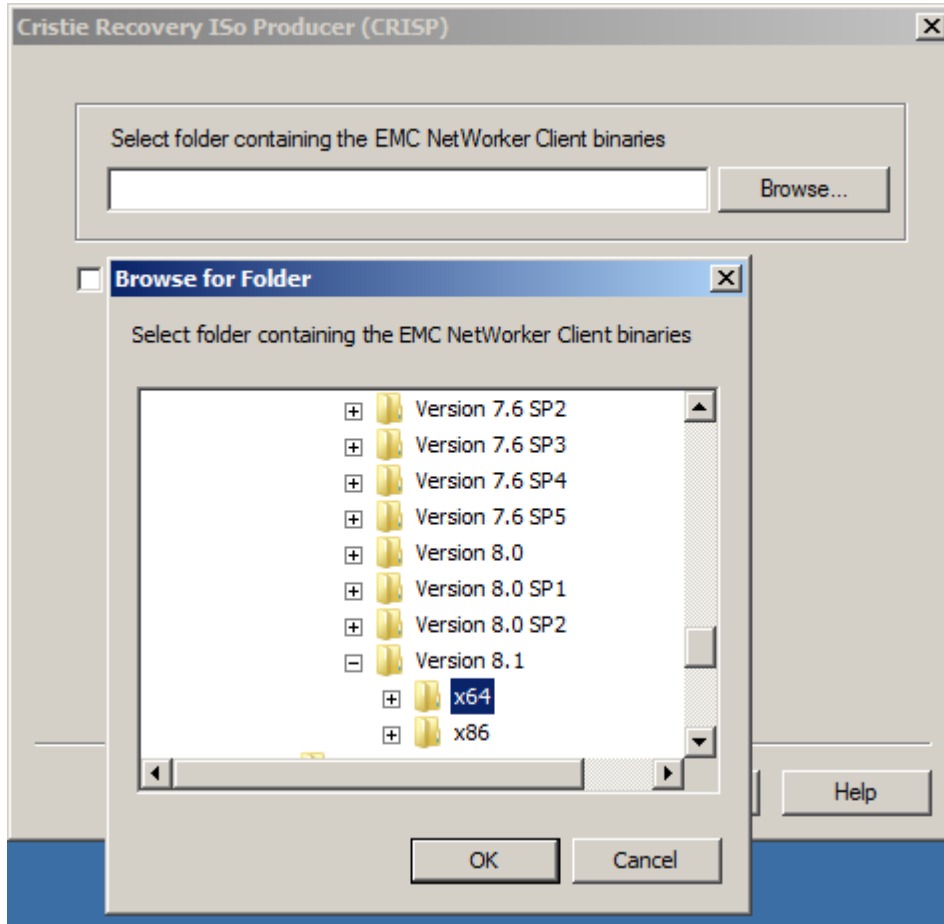 Cristie Recovery ISo Producer (CRISP)
Select folder containing the EMC NetWorker Client binaries
Browse...
Browse for Folder
Select folder containing the EMC NetWorker Client binaries
Version 7.6 SP2
Version 7.6 SP3
Version 7.6 SP4
Version 7.6 SP5
Version 8.0
Version 8.0 SP1
Version 8.0 SP2
Version 8.1
x64
x86
Help
OK
Cancel